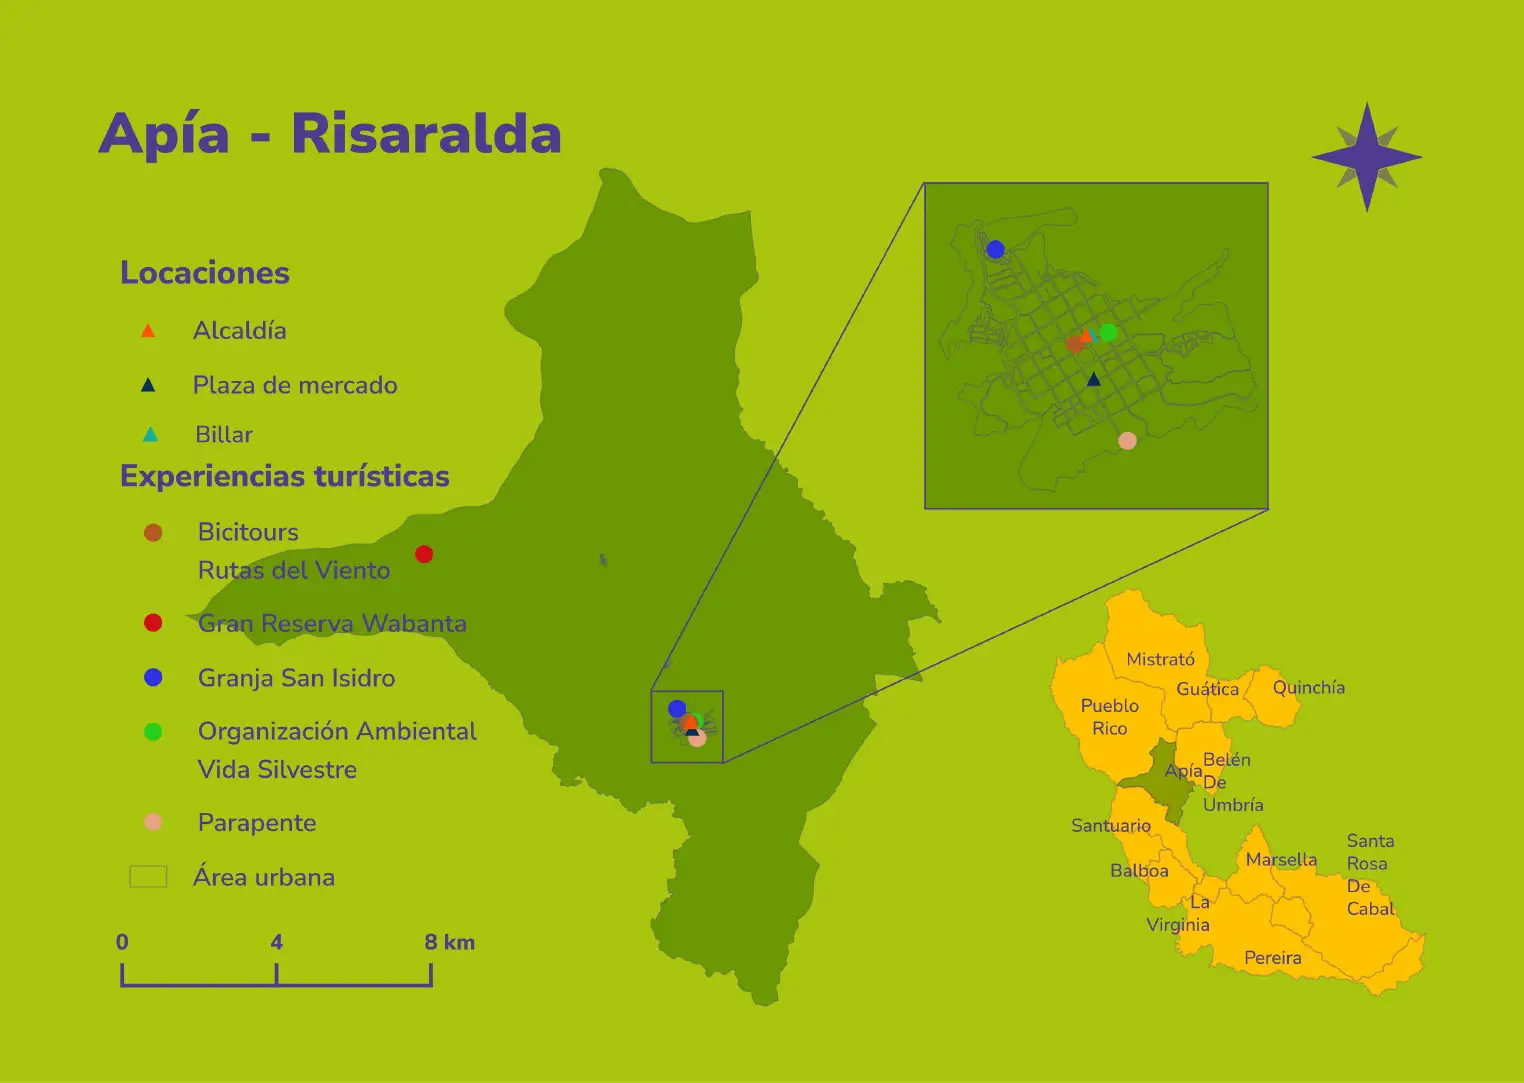 Apía - Risaralda
Locaciones
Alcaldía
Plaza de mercado
Billar
Experiencias turísticas
Bicitours
Rutas del Viento
Gran Reserva Wabanta
Granja San Isidro
Organización Ambiental
Vida Silvestre
Parapente
Área urbana
0 4 8 km
Mistrató
Guática
Quinchía
Pueblo
Rico
Apía
Belén
De
Umbría
Santuario
Balboa
La
Virginia
Marsella
Santa
Rosa
De
Cabal
Pereira